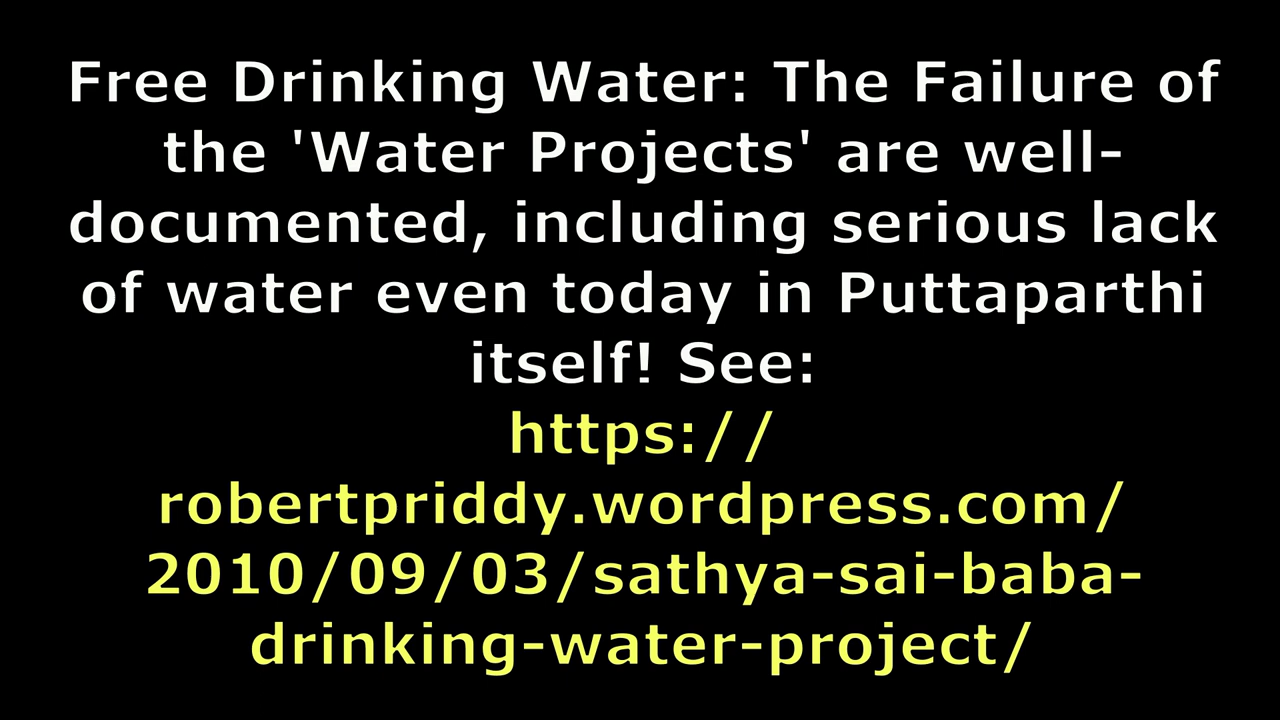 Free Drinking Water: The Failure of
the 'Water Projects' are well-
documented, including serious lack
of water even today in Puttaparthi
itself! See:
https://
robertpriddy.wordpress.com/
2010/09/03/sathya-sai-baba-
drinking-water-project/